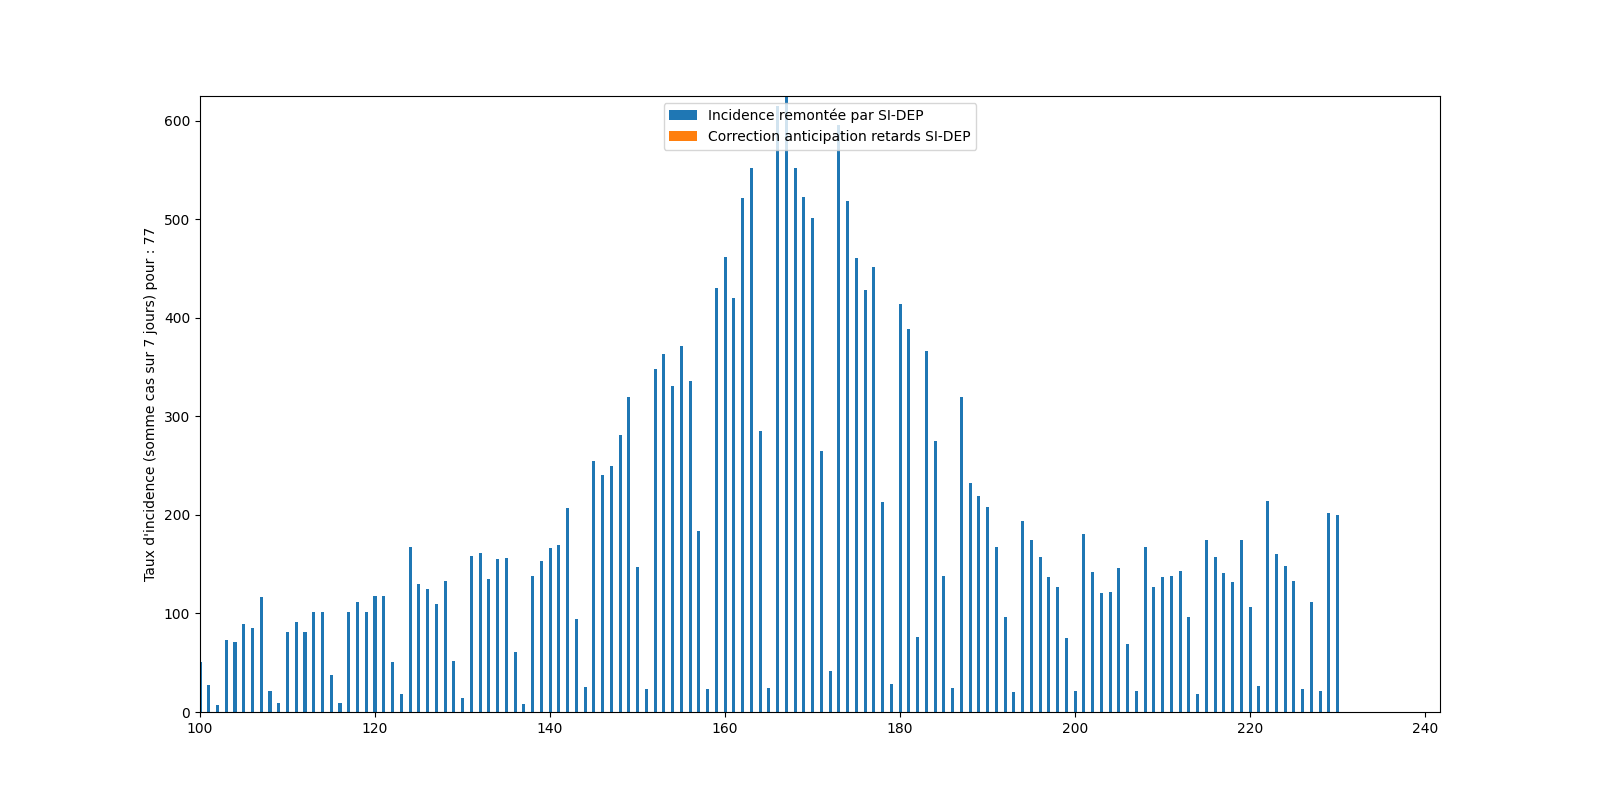 Incidence remontée par SI-DEP
Correction anticipation retards SI-DEP
Taux d'incidence (somme cas sur 7 jours) pour : 77
600
500
400
300
200
100
0
100 120 140 160 180 200 220 240